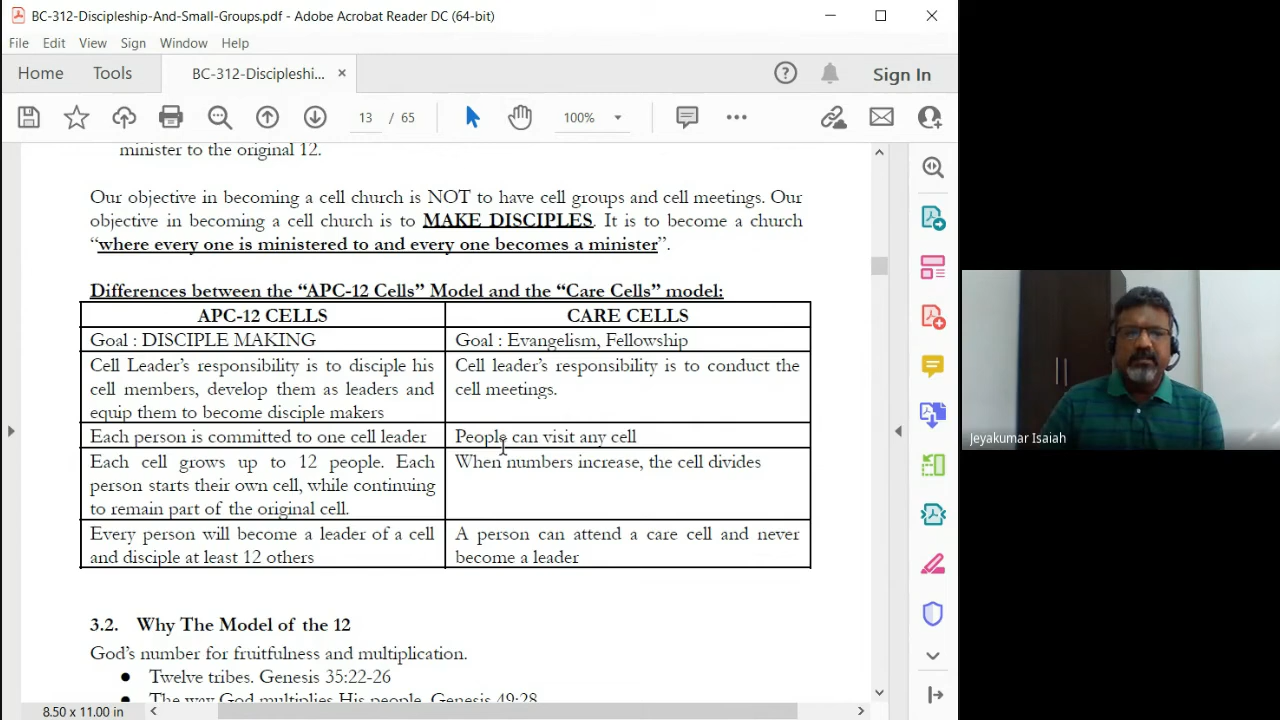 BC-312-Discipleship-And-Small-Groups.pdf - Adobe Acrobat Reader DC (64-bit)
File Edit View Sign Window Help
Home Tools BC-312-Discipleshi... × Sign In
13 / 65 100%
minister to the original 12.
Our objective in becoming a cell church is NOT to have cell groups and cell meetings. Our
objective in becoming a cell church is to MAKE DISCIPLES. It is to become a church
“where every one is ministered to and every one becomes a minister”.
Differences between the “APC-12 Cells” Model and the “Care Cells” model:
APC-12 CELLS
CARE CELLS
Goal : DISCIPLE MAKING
Goal : Evangelism, Fellowship
Cell Leader’s responsibility is to disciple his
cell members, develop them as leaders and
equip them to become disciple makers
Cell leader’s responsibility is to conduct the
cell meetings.
Each person is committed to one cell leader
People can visit any cell
Each cell grows up to 12 people. Each
person starts their own cell, while continuing
to remain part of the original cell.
When numbers increase, the cell divides
Every person will become a leader of a cell
and disciple at least 12 others
A person can attend a care cell and never
become a leader
3.2. Why The Model of the 12
God’s number for fruitfulness and multiplication.
● Twelve tribes. Genesis 35:22-26
● The way God multiplies His people. Genesis 49:28
8.50 x 11.00 in
Jeyakumar Isaiah